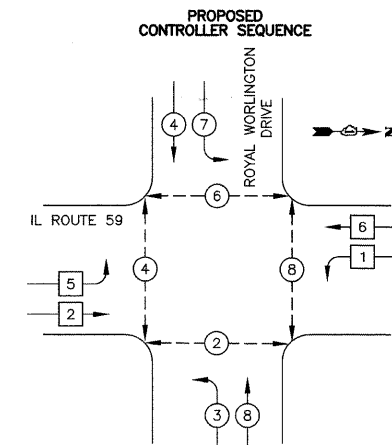 PROPOSED
CONTROLLER SEQUENCE
4
7
ROYAL WORLINGTON
DRIVE
N
6
IL ROUTE 59
6
1
4
8
5
2
2
3
8